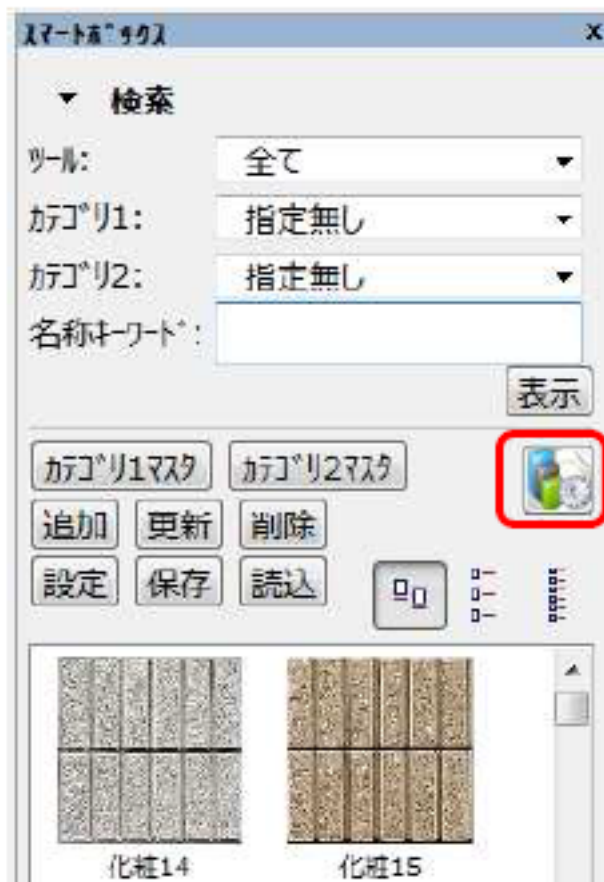 ｽﾏｰﾄﾎﾞｯｸｽ x
▼ 検索
ﾂｰﾙ: 全て
ｶﾃｺﾞﾘ1: 指定無し
ｶﾃｺﾞﾘ2: 指定無し
名称ｷｰﾜｰﾄﾞ:
表示
ｶﾃｺﾞﾘ1ﾏｽﾀ ｶﾃｺﾞﾘ2ﾏｽﾀ
追加 更新 削除
設定 保存 読込
化粧14 化粧15